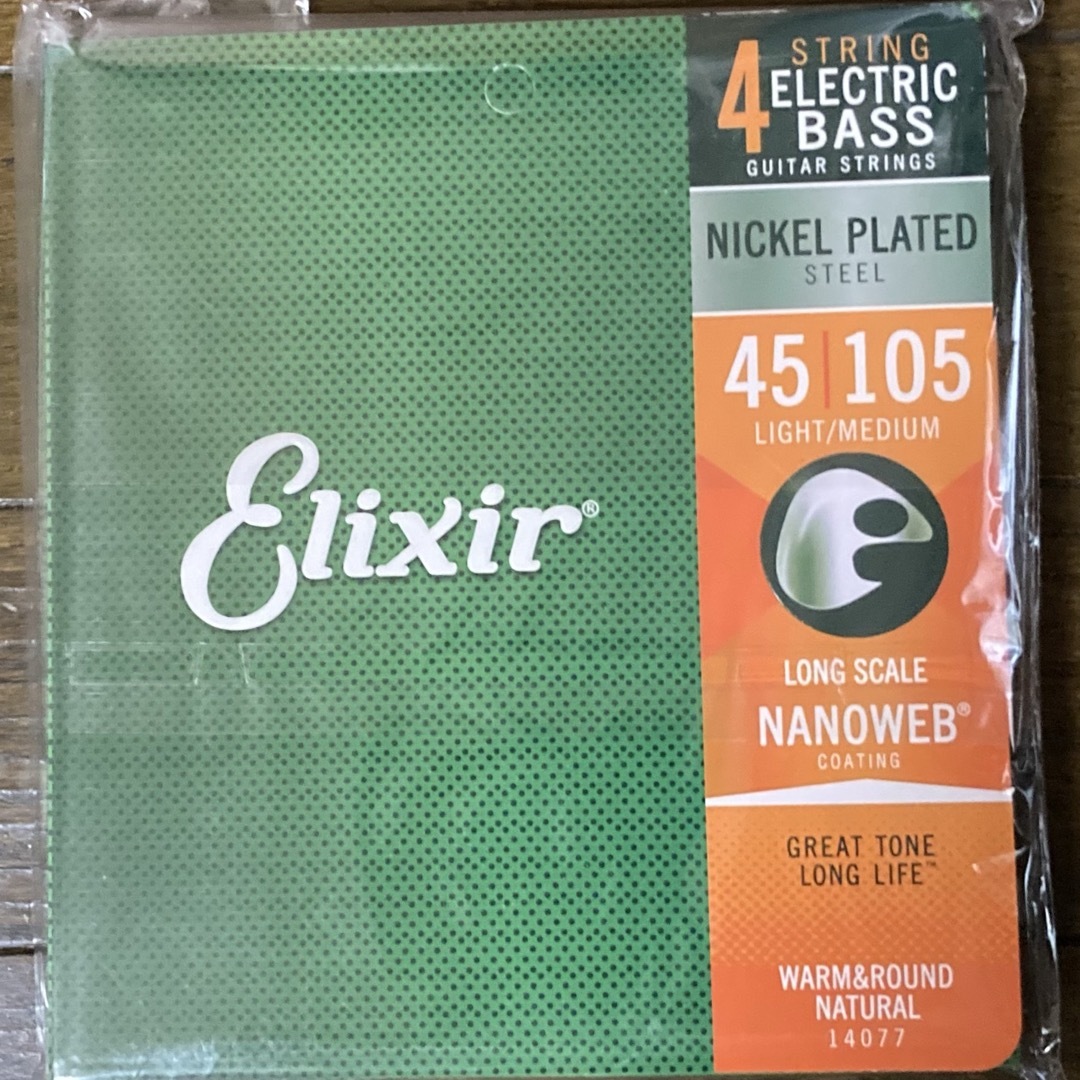 Elixir®
4 STRING
ELECTRIC
BASS
GUITAR STRINGS
NICKEL PLATED
STEEL
45|105
LIGHT/MEDIUM
LONG SCALE
NANOWEB®
COATING
GREAT TONE
LONG LIFE™
WARM&ROUND
NATURAL
14077